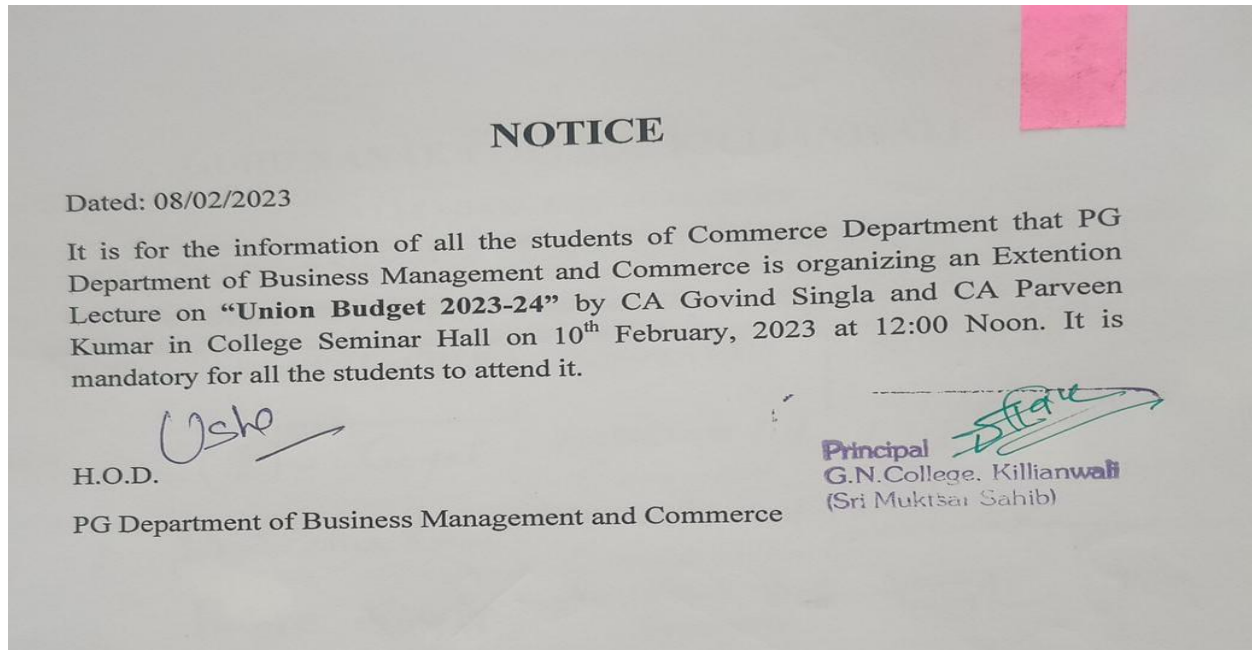 NOTICE
Dated: 08/02/2023
It is for the information of all the students of Commerce Department that PG
Department of Business Management and Commerce is organizing an Extention
Lecture on “Union Budget 2023-24” by CA Govind Singla and CA Parveen
Kumar in College Seminar Hall on 10th February, 2023 at 12:00 Noon. It is
mandatory for all the students to attend it.
H.O.D.
PG Department of Business Management and Commerce
Principal
G.N.College, Killianwali
(Sri Muktsar Sahib)